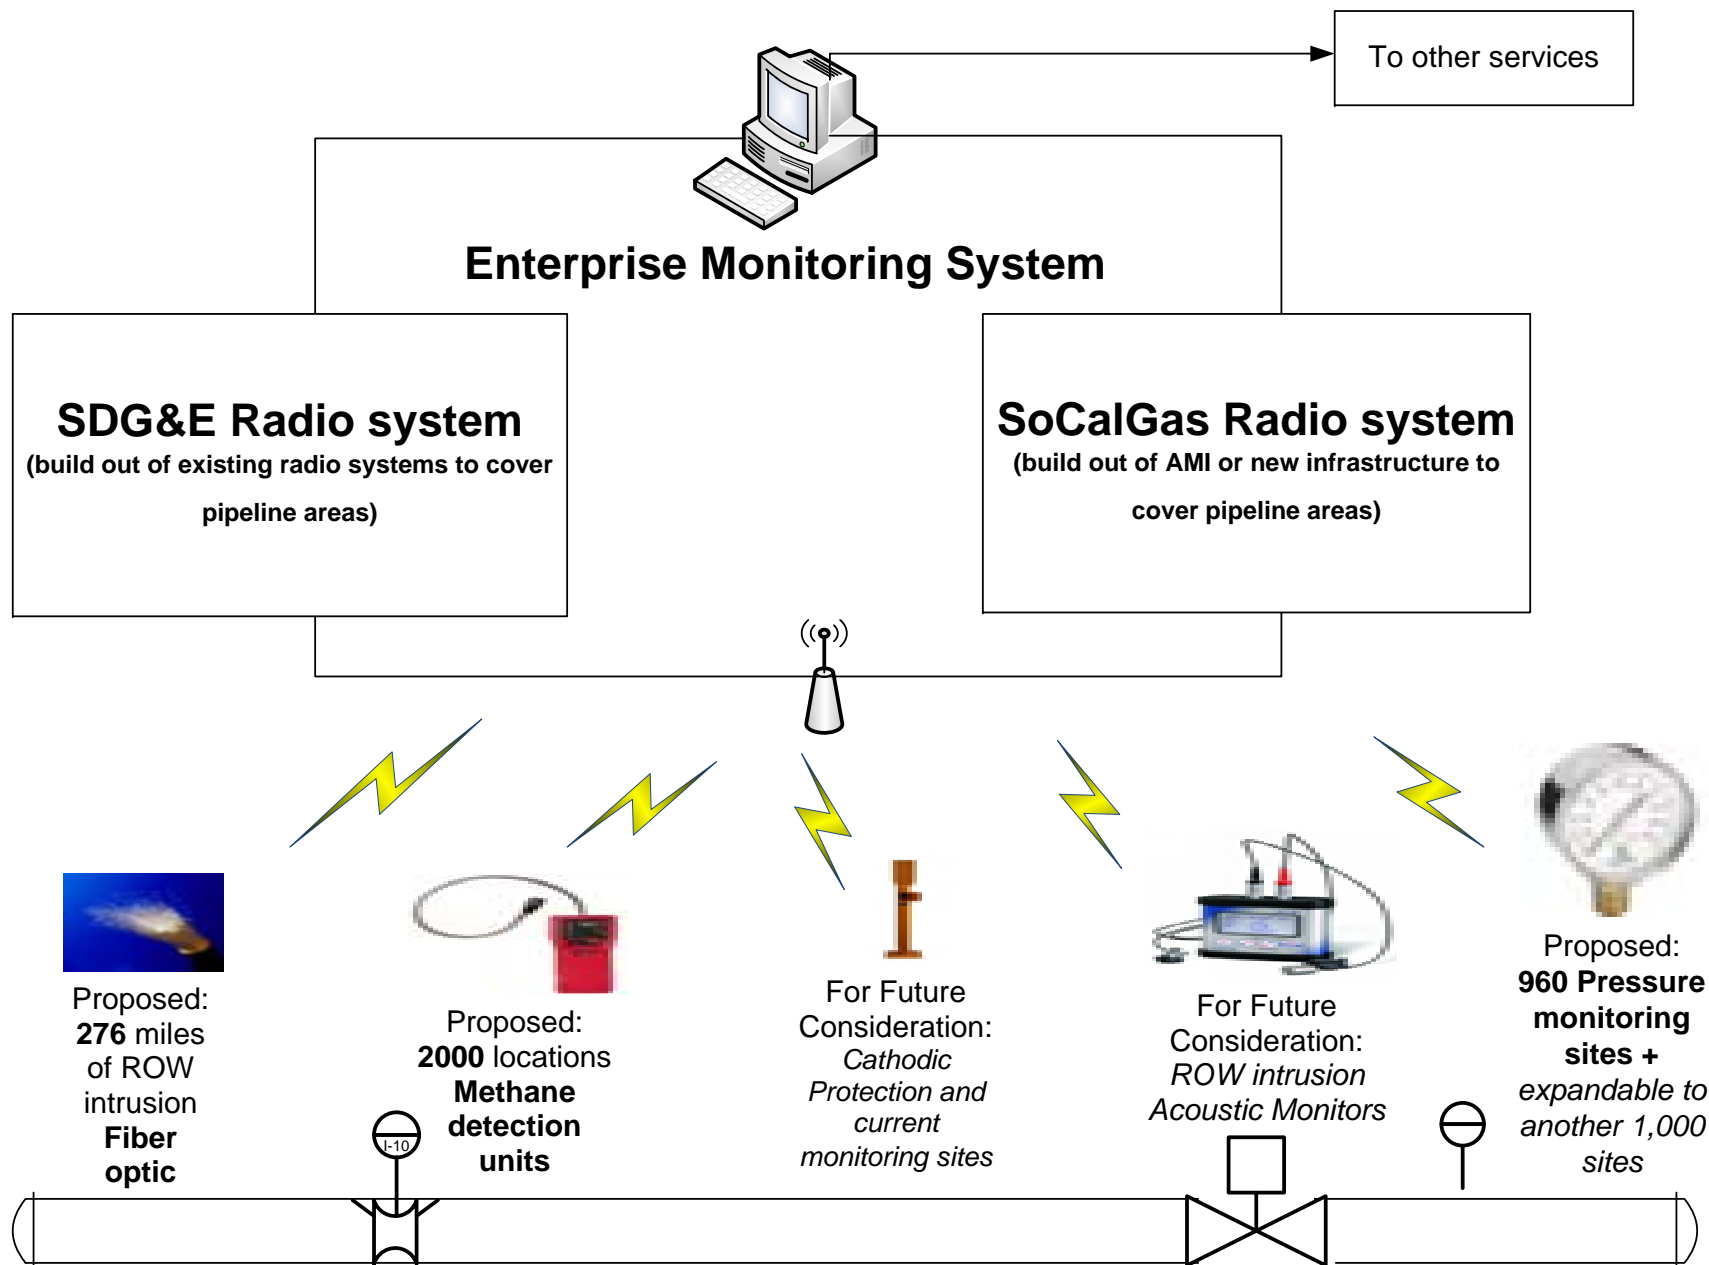 To other services
Enterprise Monitoring System
SDG&E Radio system
(build out of existing radio systems to cover
pipeline areas)
SoCalGas Radio system
(build out of AMI or new infrastructure to
cover pipeline areas)
Proposed:
276 miles
of ROW
intrusion
Fiber
optic
Proposed:
2000 locations
Methane
detection
units
I-10
For Future
Consideration:
Cathodic
Protection and
current
monitoring sites
For Future
Consideration:
ROW intrusion
Acoustic Monitors
Proposed:
960 Pressure
monitoring
sites +
expandable to
another 1,000
sites